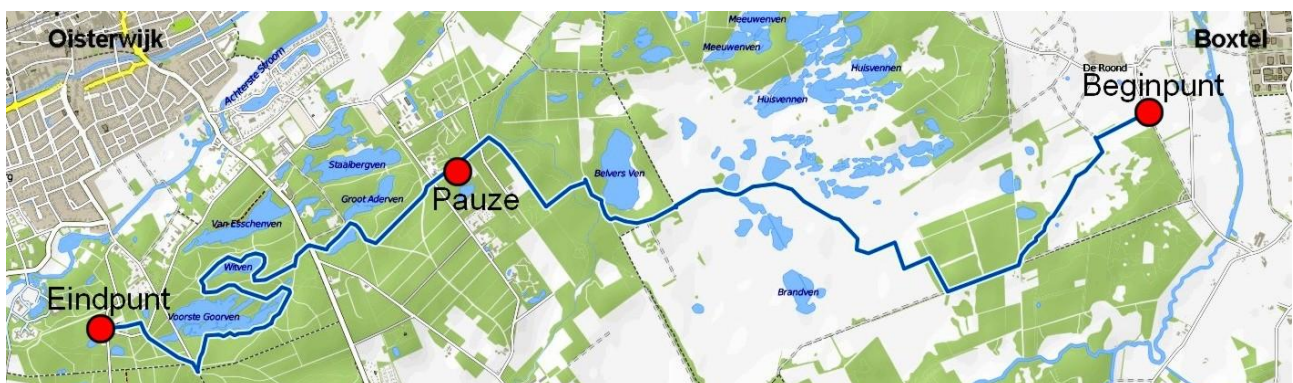 Oisterwijk
Achterste Stroom
Meeuwenven
Meeuwenven
Huisvennen
Huisvennen
Boxtel
De Roond
Beginpunt
Staalbergven
Belvers Ven
Groot Aderven
Pauze
Van Esschenven
Witven
Brandven
Eindpunt
Voorste Goorven